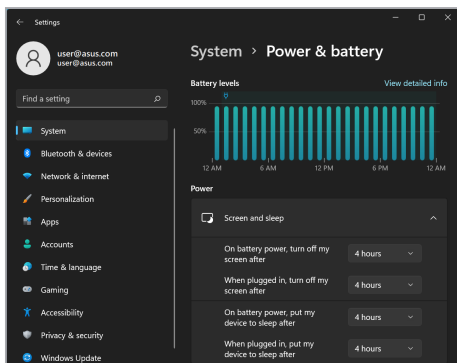 Settings
user@asus.com
user@asus.com
Find a setting
System
Bluetooth & devices
Network & internet
Personalization
Apps
Accounts
Time & language
Gaming
Accessibility
Privacy & security
Windows Update
System > Power & battery
Battery levels
View detailed info
100%
50%
12 AM
6 AM
12 PM
6 PM
12 AM
Power
Screen and sleep
On battery power, turn off my
screen after
4 hours
When plugged in, turn off my
screen after
4 hours
On battery power, put my
device to sleep after
4 hours
When plugged in, put my
device to sleep after
4 hours